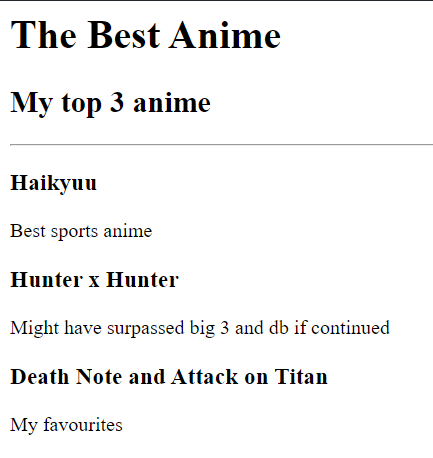 The Best Anime
My top 3 anime
Haikyuu
Best sports anime
Hunter x Hunter
Might have surpassed big 3 and db if continued
Death Note and Attack on Titan
My favourites